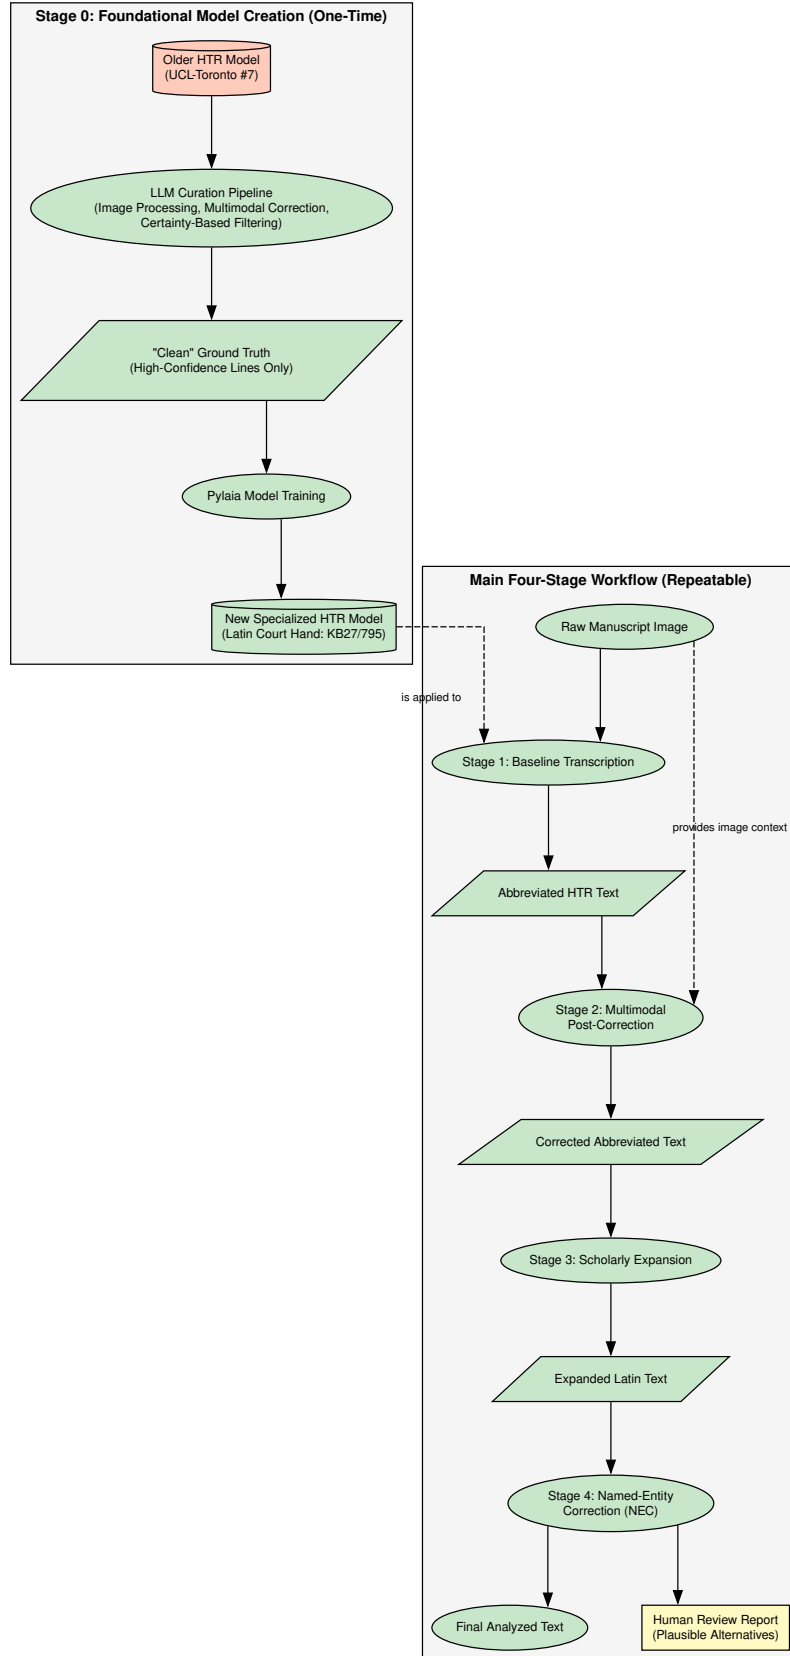 Stage 0: Foundational Model Creation (One-Time)
Older HTR Model
(UCL-Toronto #7)
LLM Curation Pipeline
(Image Processing, Multimodal Correction,
Certainty-Based Filtering)
"Clean" Ground Truth
(High-Confidence Lines Only)
Pylaia Model Training
New Specialized HTR Model
(Latin Court Hand: KB27/795)
Main Four-Stage Workflow (Repeatable)
Raw Manuscript Image
is applied to
Stage 1: Baseline Transcription
provides image context
Abbreviated HTR Text
Stage 2: Multimodal
Post-Correction
Corrected Abbreviated Text
Stage 3: Scholarly Expansion
Expanded Latin Text
Stage 4: Named-Entity
Correction (NEC)
Final Analyzed Text
Human Review Report
(Plausible Alternatives)